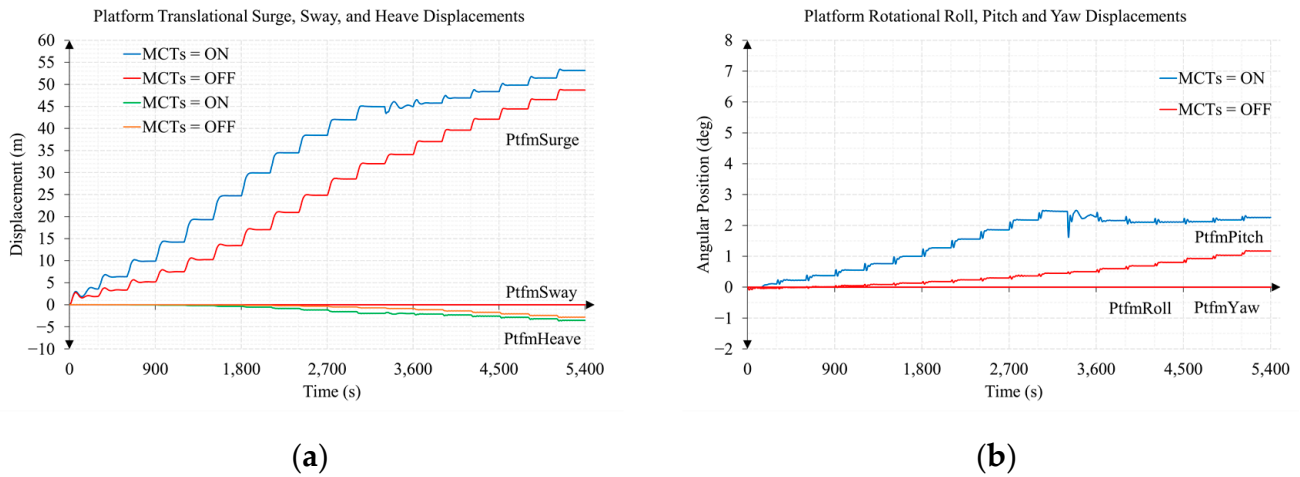 Platform Translational Surge, Sway, and Heave Displacements
60
55
50
45
40
35
30
25
20
15
10
5
0
−5
−10
Displacement (m)
MCTs = ON
MCTs = OFF
MCTs = ON
MCTs = OFF
PtfmSurge
PtfmSway
PtfmHeave
0 900 1,800 2,700 3,600 4,500 5,400
Time (s)
(a)
Platform Rotational Roll, Pitch and Yaw Displacements
8
7
6
5
4
3
2
1
0
−1
−2
Angular Position (deg)
MCTs = ON
MCTs = OFF
PtfmPitch
PtfmRoll PtfmYaw
0 900 1,800 2,700 3,600 4,500 5,400
Time (s)
(b)